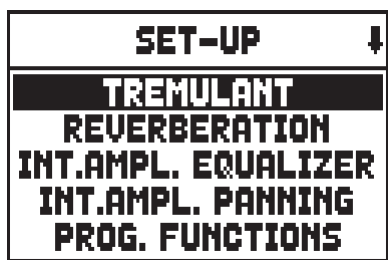 SET-UP
TREMULANT
REVERBERATION
INT.AMPL. EQUALIZER
INT.AMPL. PANNING
PROG. FUNCTIONS